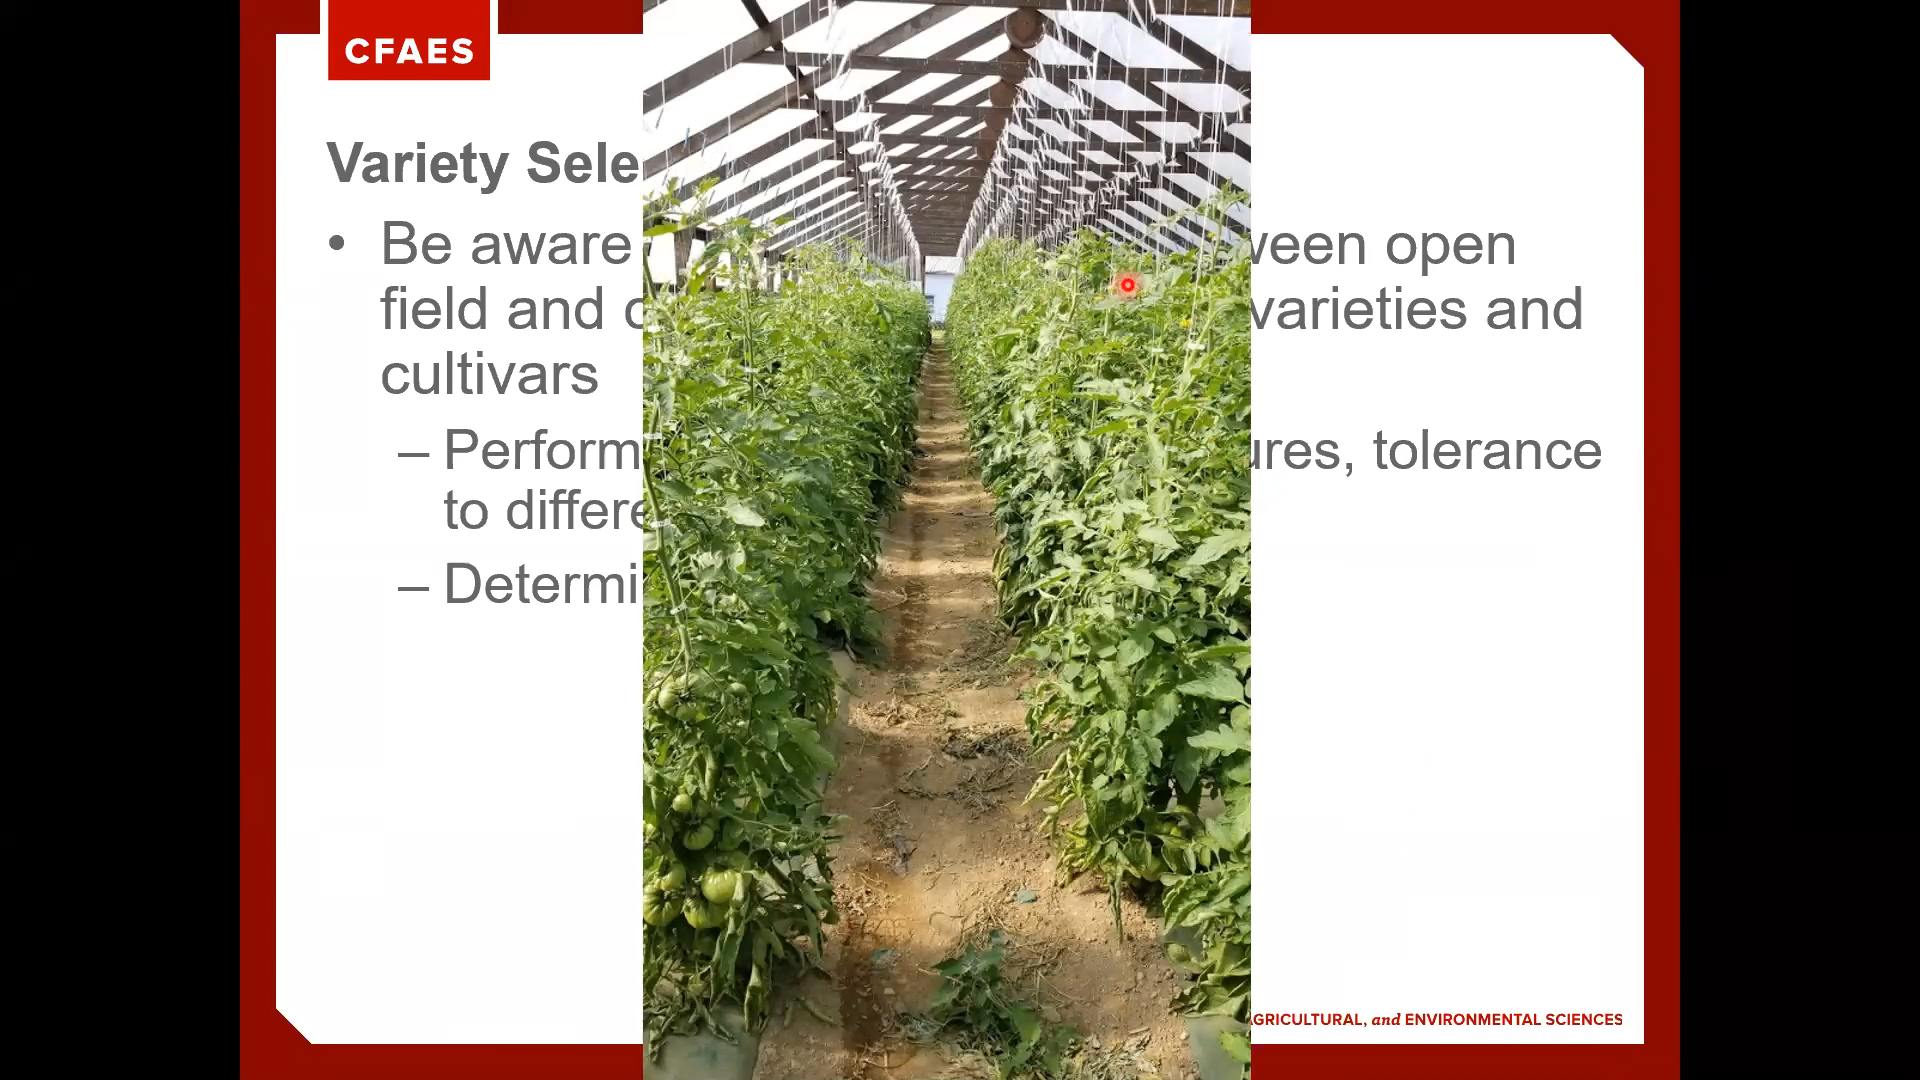 CFAES
Variety Sele
• Be aware ween open
field and varieties and
cultivars
– Perform ures, tolerance
to differe
– Determi
GRICULTURAL, and ENVIRONMENTAL SCIENCES